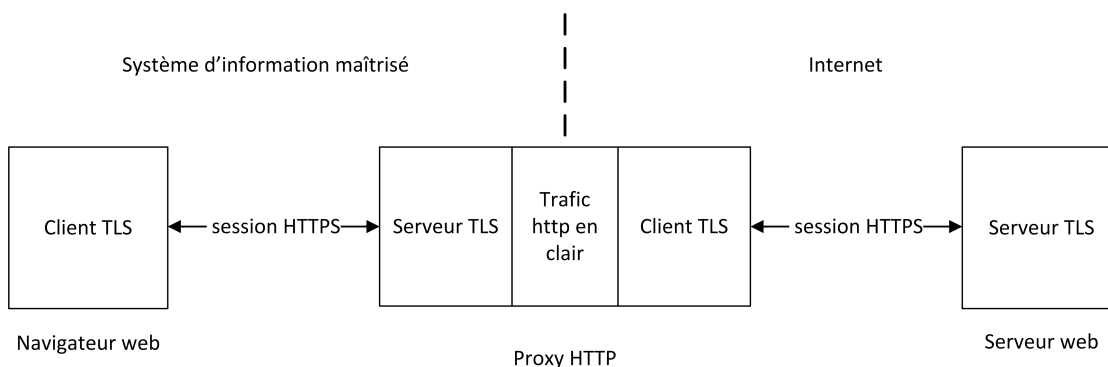 Système d'information maîtrisé
Internet
Client TLS
session HTTPS
Serveur TLS
Trafic
http en
clair
Client TLS
session HTTPS
Serveur TLS
Navigateur web
Proxy HTTP
Serveur web